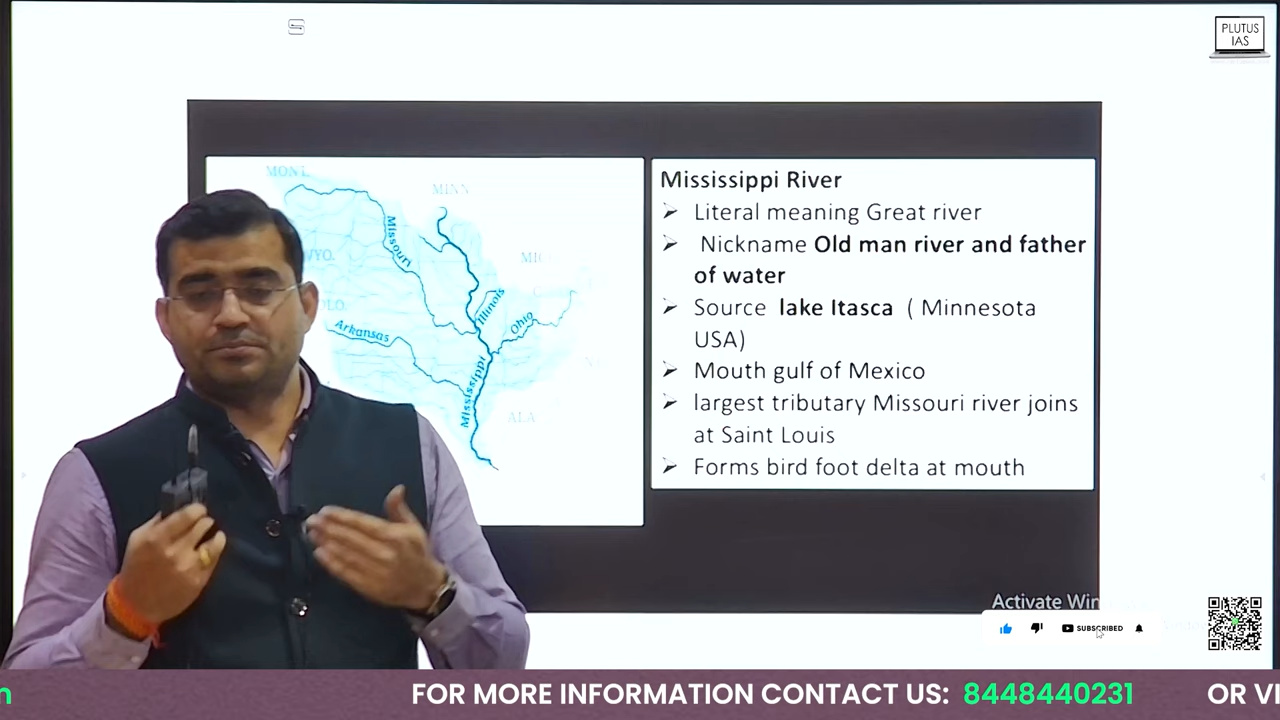 PLUTUS
IAS
MONT.
MINN
Missouri
WYO.
Illinois
Ohio
Arkansas
Mississippi
ALA
Mississippi River
➢ Literal meaning Great river
➢ Nickname Old man river and father
of water
➢ Source lake Itasca ( Minnesota
USA)
➢ Mouth gulf of Mexico
➢ largest tributary Missouri river joins
at Saint Louis
➢ Forms bird foot delta at mouth
Activate Win
SUBSCRIBED
FOR MORE INFORMATION CONTACT US: 8448440231 OR VI